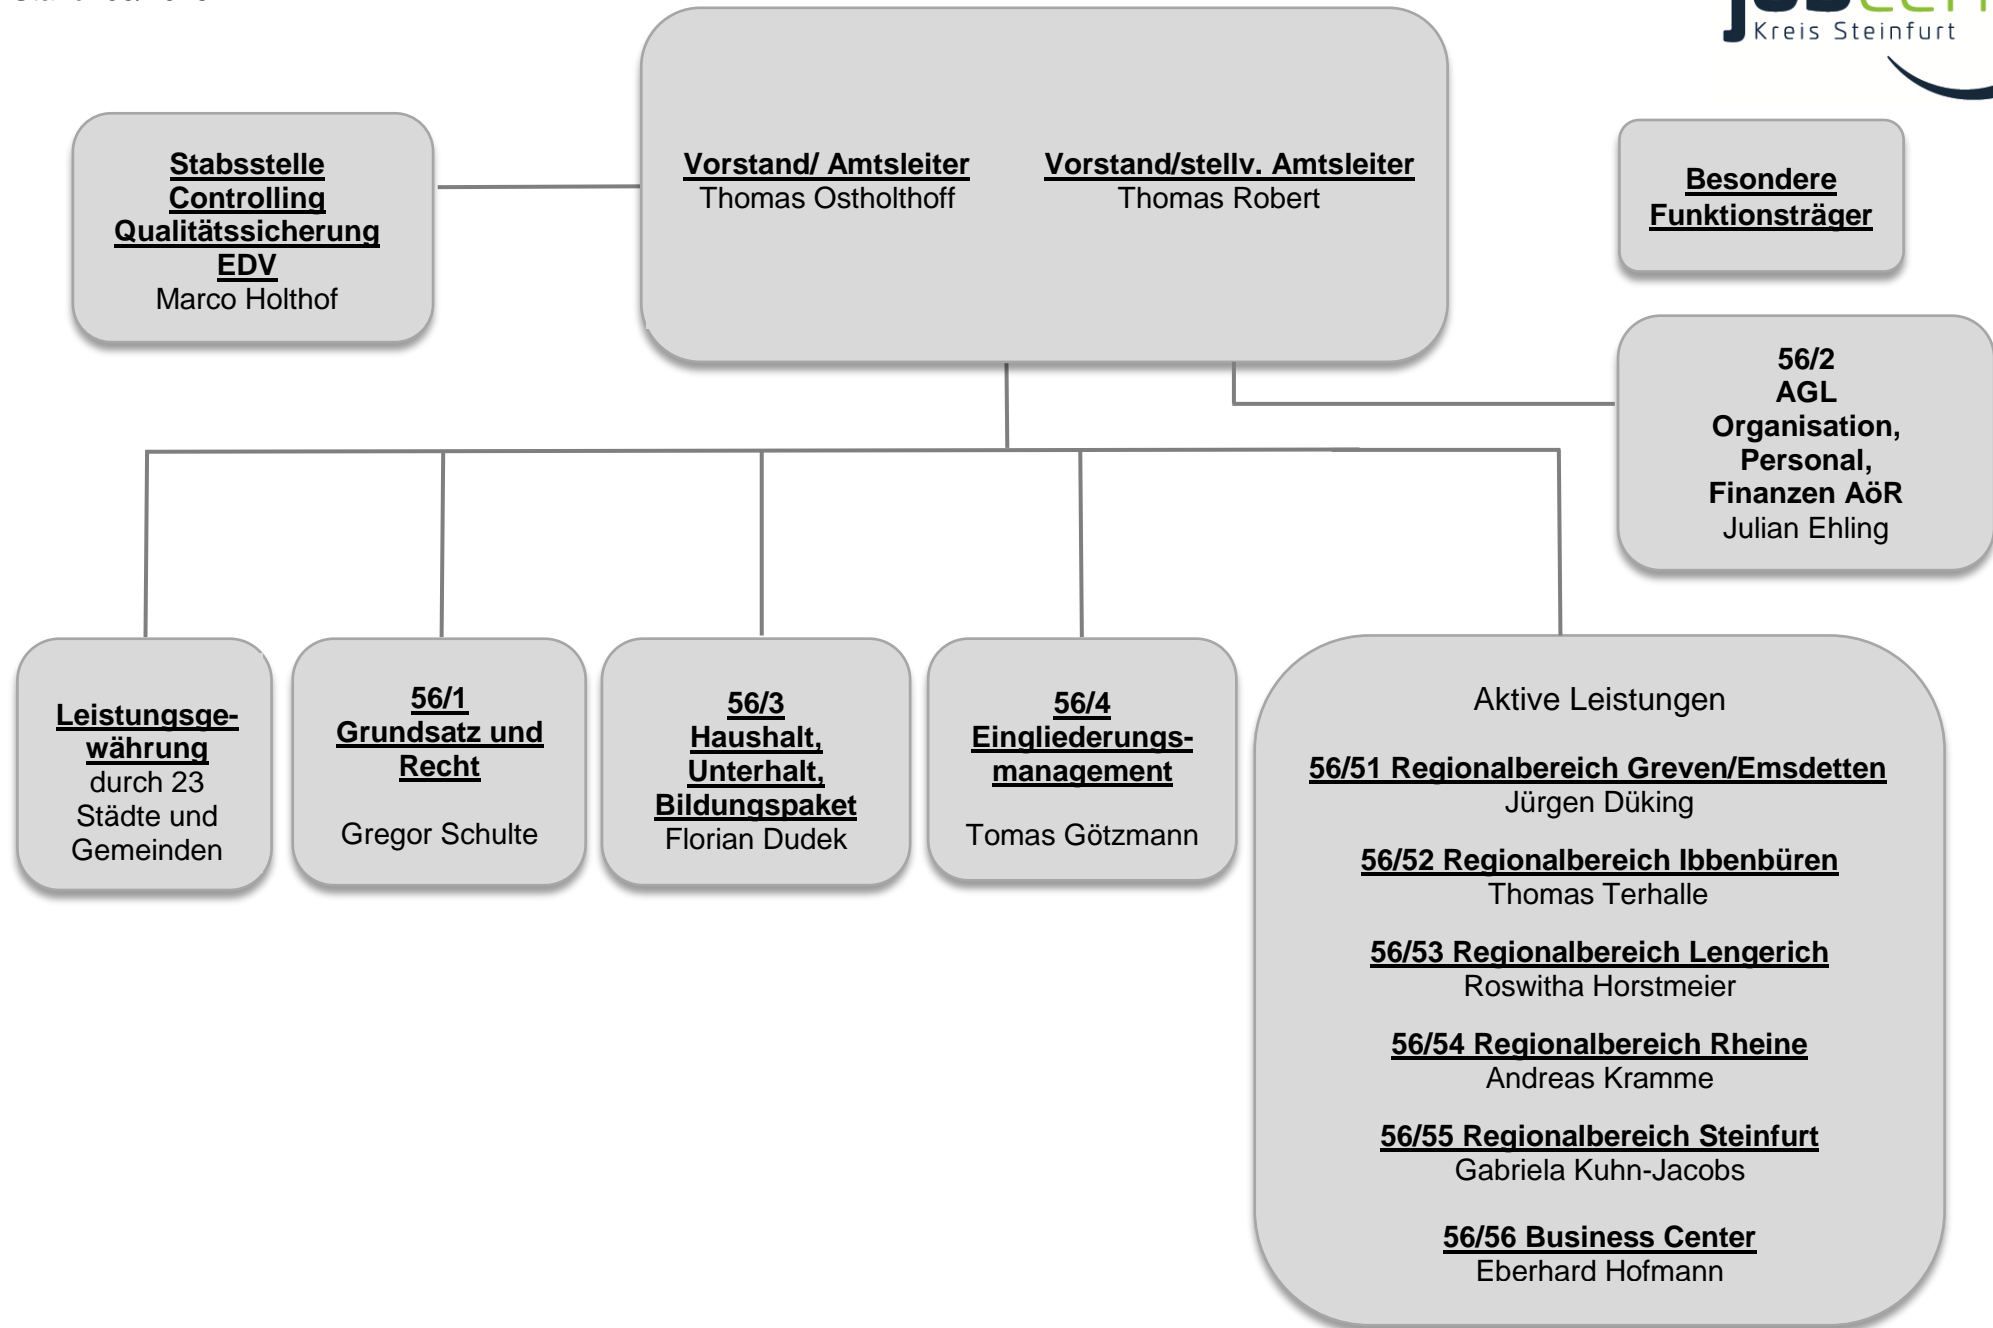 Kreis Steinfurt
Stabsstelle
Controlling
Qualitätssicherung
EDV
Marco Holthof
Vorstand/ Amtsleiter
Thomas Ostholthoff
Vorstand/stellv. Amtsleiter
Thomas Robert
Besondere
Funktionsträger
56/2
AGL
Organisation,
Personal,
Finanzen AöR
Julian Ehling
Leistungsge-
währung
durch 23
Städte und
Gemeinden
56/1
Grundsatz und
Recht
Gregor Schulte
56/3
Haushalt,
Unterhalt,
Bildungspaket
Florian Dudek
56/4
Eingliederungs-
management
Tomas Götzmann
Aktive Leistungen
56/51 Regionalbereich Greven/Emsdetten
Jürgen Düking
56/52 Regionalbereich Ibbenbüren
Thomas Terhalle
56/53 Regionalbereich Lengerich
Roswitha Horstmeier
56/54 Regionalbereich Rheine
Andreas Kramme
56/55 Regionalbereich Steinfurt
Gabriela Kuhn-Jacobs
56/56 Business Center
Eberhard Hofmann